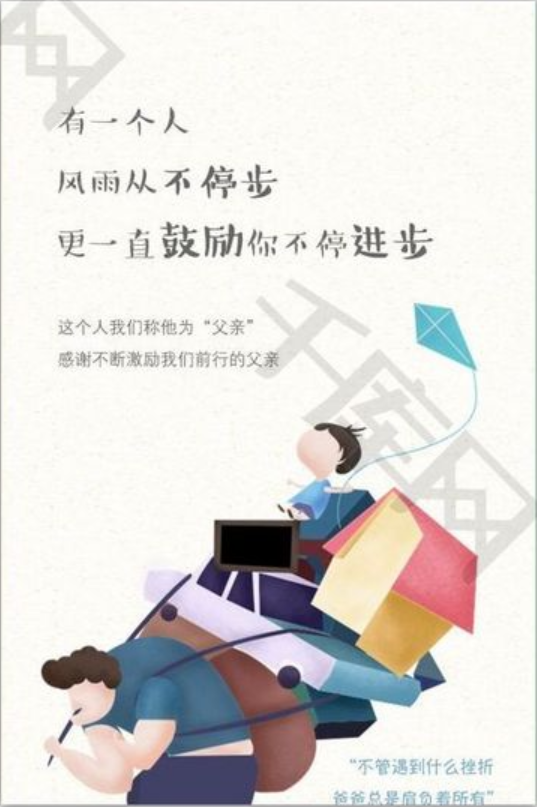 有一个人
风雨从不停步
更一直鼓励你不停进步
这个人我们称他为“父亲”
感谢不断激励我们前行的父亲
千库网
“不管遇到什么挫折
爸爸总是肩负着所有”